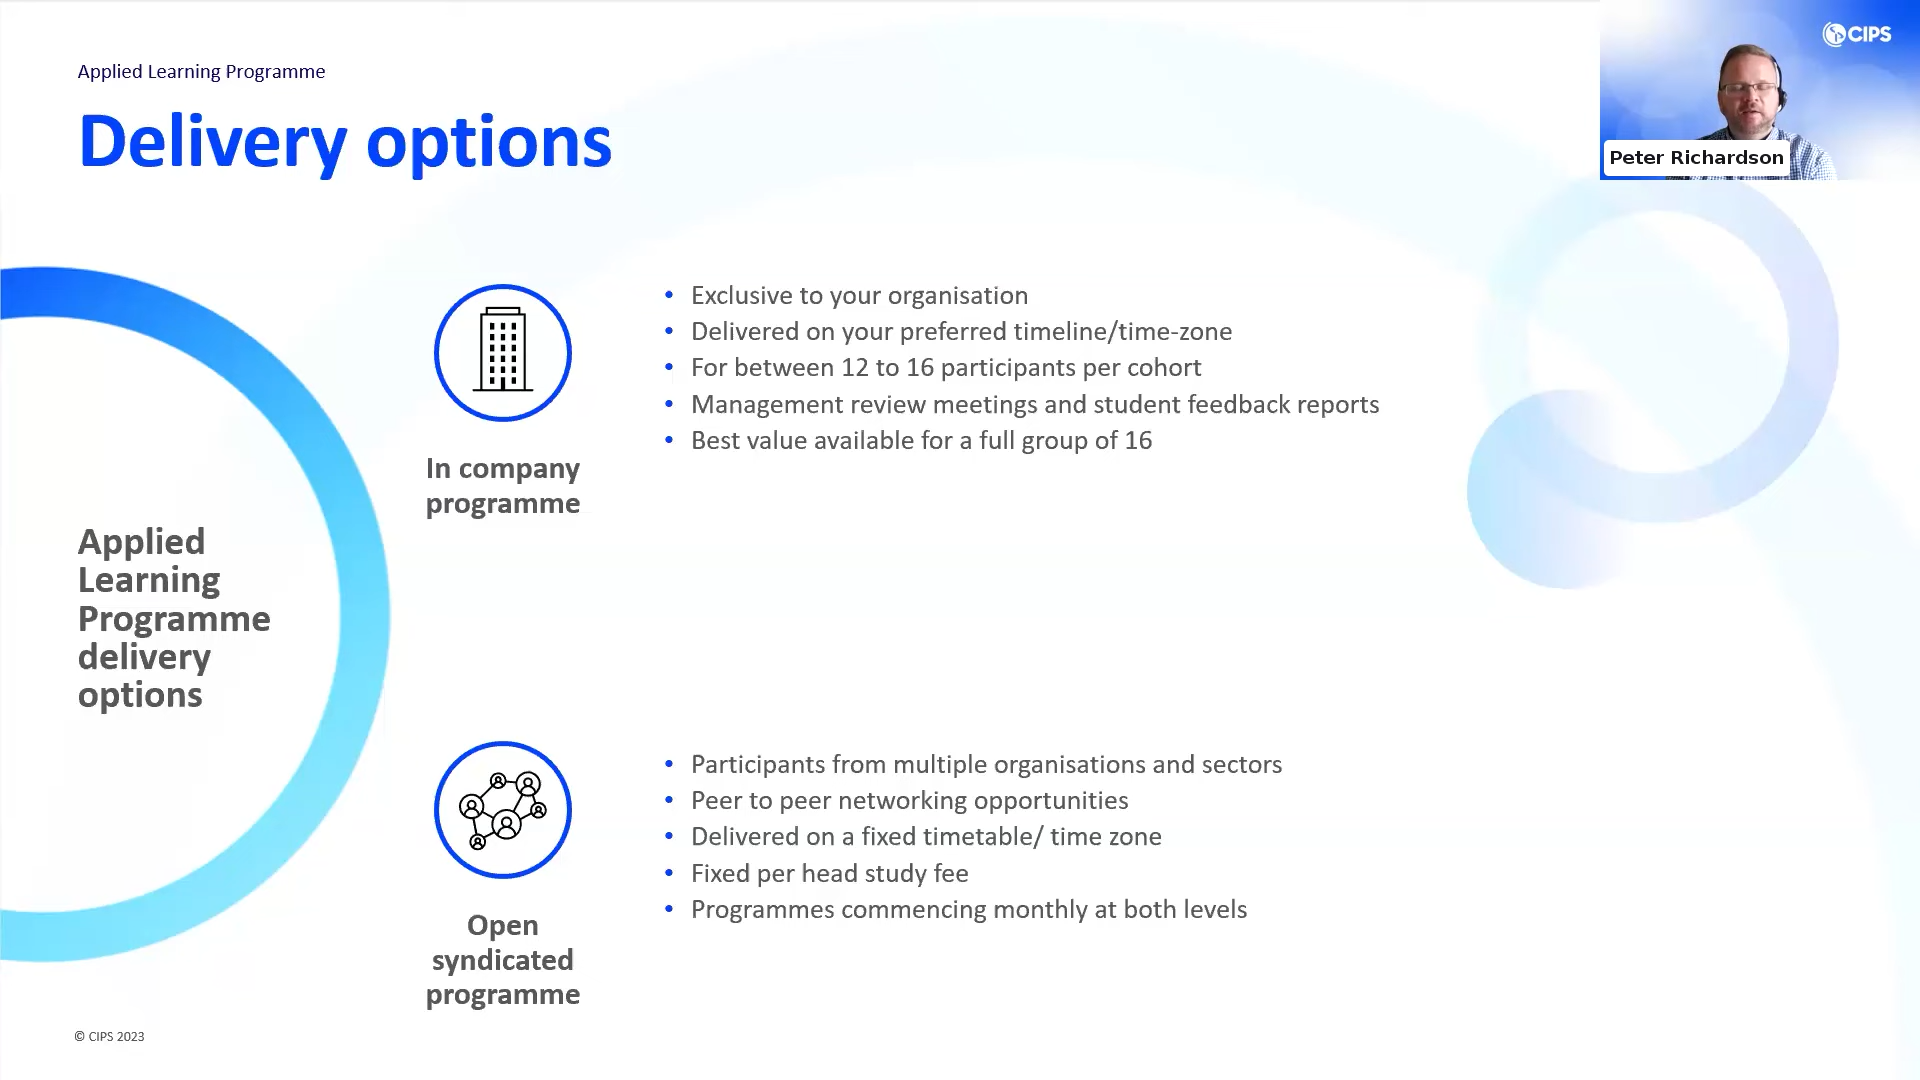 Applied Learning Programme
Delivery options
CIPS
Peter Richardson
Applied
Learning
Programme
delivery
options
In company
programme
• Exclusive to your organisation
• Delivered on your preferred timeline/time-zone
• For between 12 to 16 participants per cohort
• Management review meetings and student feedback reports
• Best value available for a full group of 16
Open
syndicated
programme
• Participants from multiple organisations and sectors
• Peer to peer networking opportunities
• Delivered on a fixed timetable/ time zone
• Fixed per head study fee
• Programmes commencing monthly at both levels
© CIPS 2023